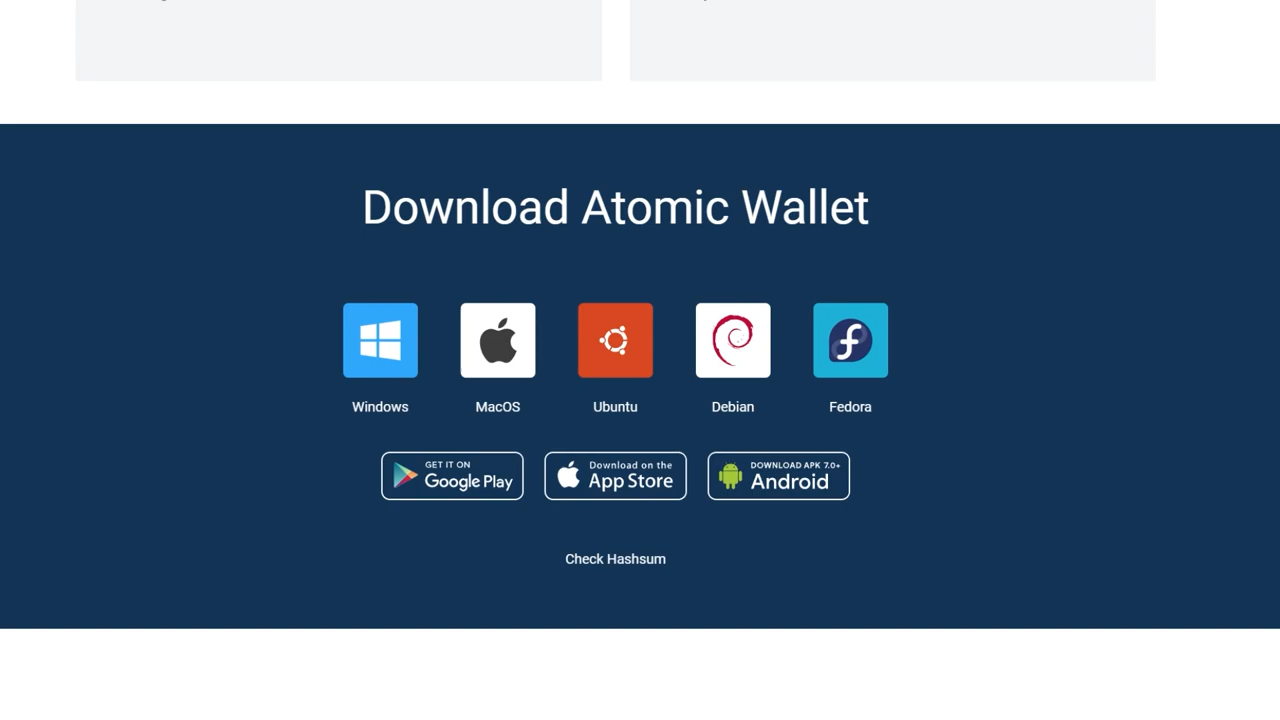 Download Atomic Wallet
Windows
MacOS
Ubuntu
Debian
Fedora
GET IT ON
Google Play
Download on the
App Store
DOWNLOAD APK 7.0+
Android
Check Hashsum